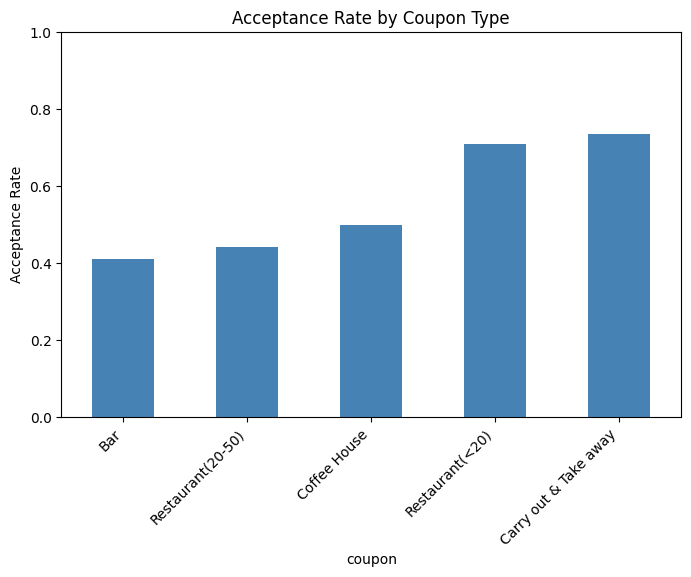 Acceptance Rate by Coupon Type
1.0
0.8
0.6
0.4
0.2
0.0
Acceptance Rate
Bar
Restaurant(20-50)
Coffee House
Restaurant(<20)
Carry out & Take away
coupon